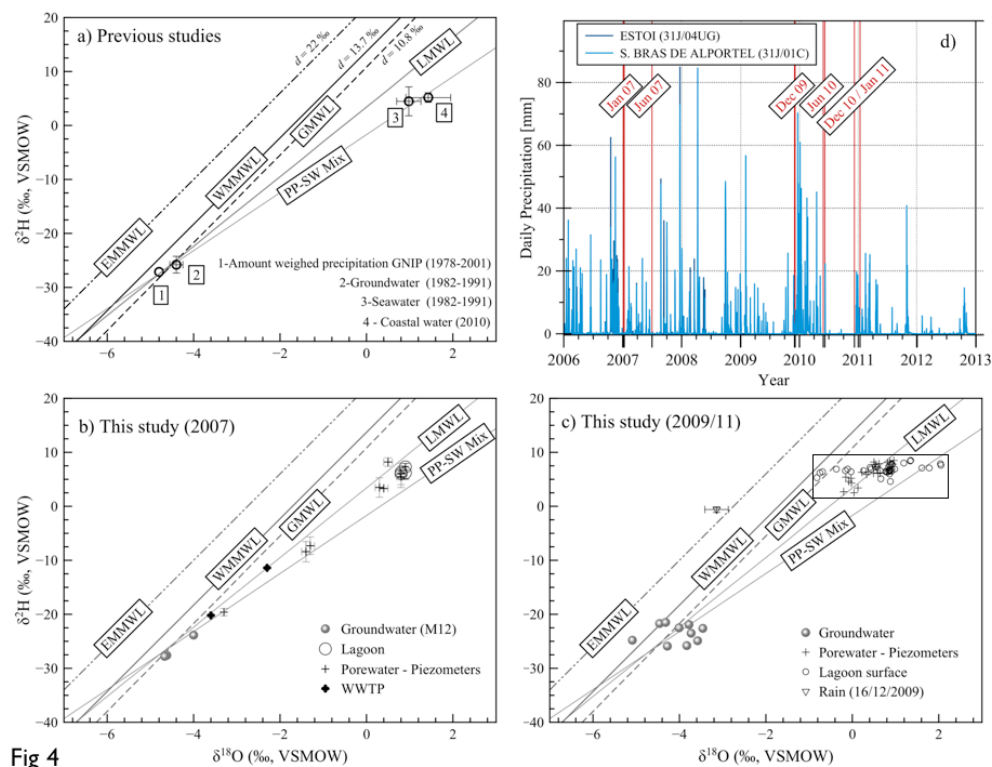 a) Previous studies
d = 22 ‰
d = 13.7 ‰
d = 10.8 ‰
EMMWL
WMMWL
GMWL
LMWL
PP-SW Mix
1
2
3
4
1-Amount weighed precipitation GNIP (1978-2001)
2-Groundwater (1982-1991)
3-Seawater (1982-1991)
4 - Coastal water (2010)
δ²H (‰, VSMOW)
20
10
0
−10
−20
−30
−40
−6
−4
−2
0
2
d)
ESTOI (31J/04UG)
S. BRAS DE ALPORTEL (31J/01C)
Jan 07
Jun 07
Dec 09
Jun 10
Dec 10 / Jan 11
Daily Precipitation [mm]
80
60
40
20
0
2006
2007
2008
2009
2010
2011
2012
2013
Year
b) This study (2007)
EMMWL
WMMWL
GMWL
LMWL
PP-SW Mix
Groundwater (M12)
Lagoon
Porewater - Piezometers
WWTP
δ²H (‰, VSMOW)
20
10
0
−10
−20
−30
−40
−6
−4
−2
0
2
δ¹⁸O (‰, VSMOW)
c) This study (2009/11)
EMMWL
WMMWL
GMWL
LMWL
PP-SW Mix
Groundwater
Porewater - Piezometers
Lagoon surface
Rain (16/12/2009)
δ²H (‰, VSMOW)
20
10
0
−10
−20
−30
−40
−6
−4
−2
0
2
δ¹⁸O (‰, VSMOW)
Fig 4